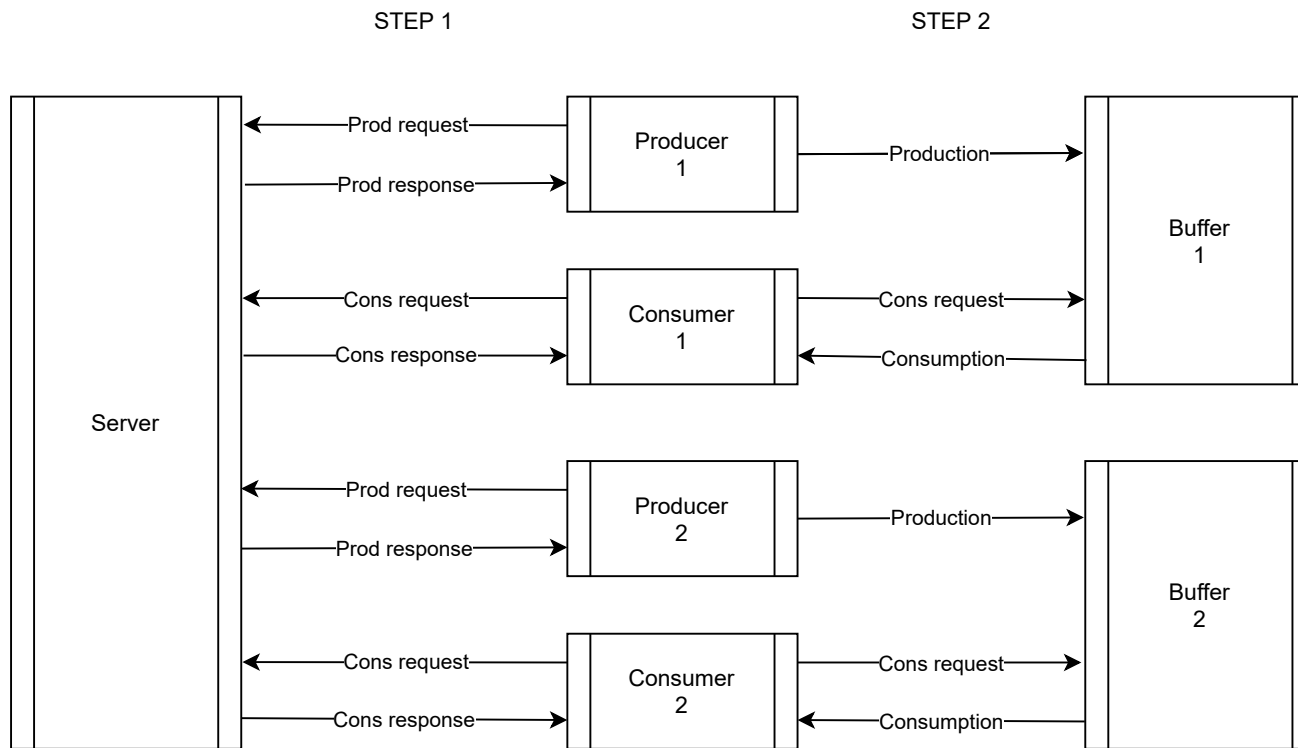 STEP 1
STEP 2
Prod request
Prod response
Producer
1
Production
Cons request
Cons response
Consumer
1
Cons request
Consumption
Buffer
1
Server
Prod request
Prod response
Producer
2
Production
Cons request
Cons response
Consumer
2
Cons request
Consumption
Buffer
2